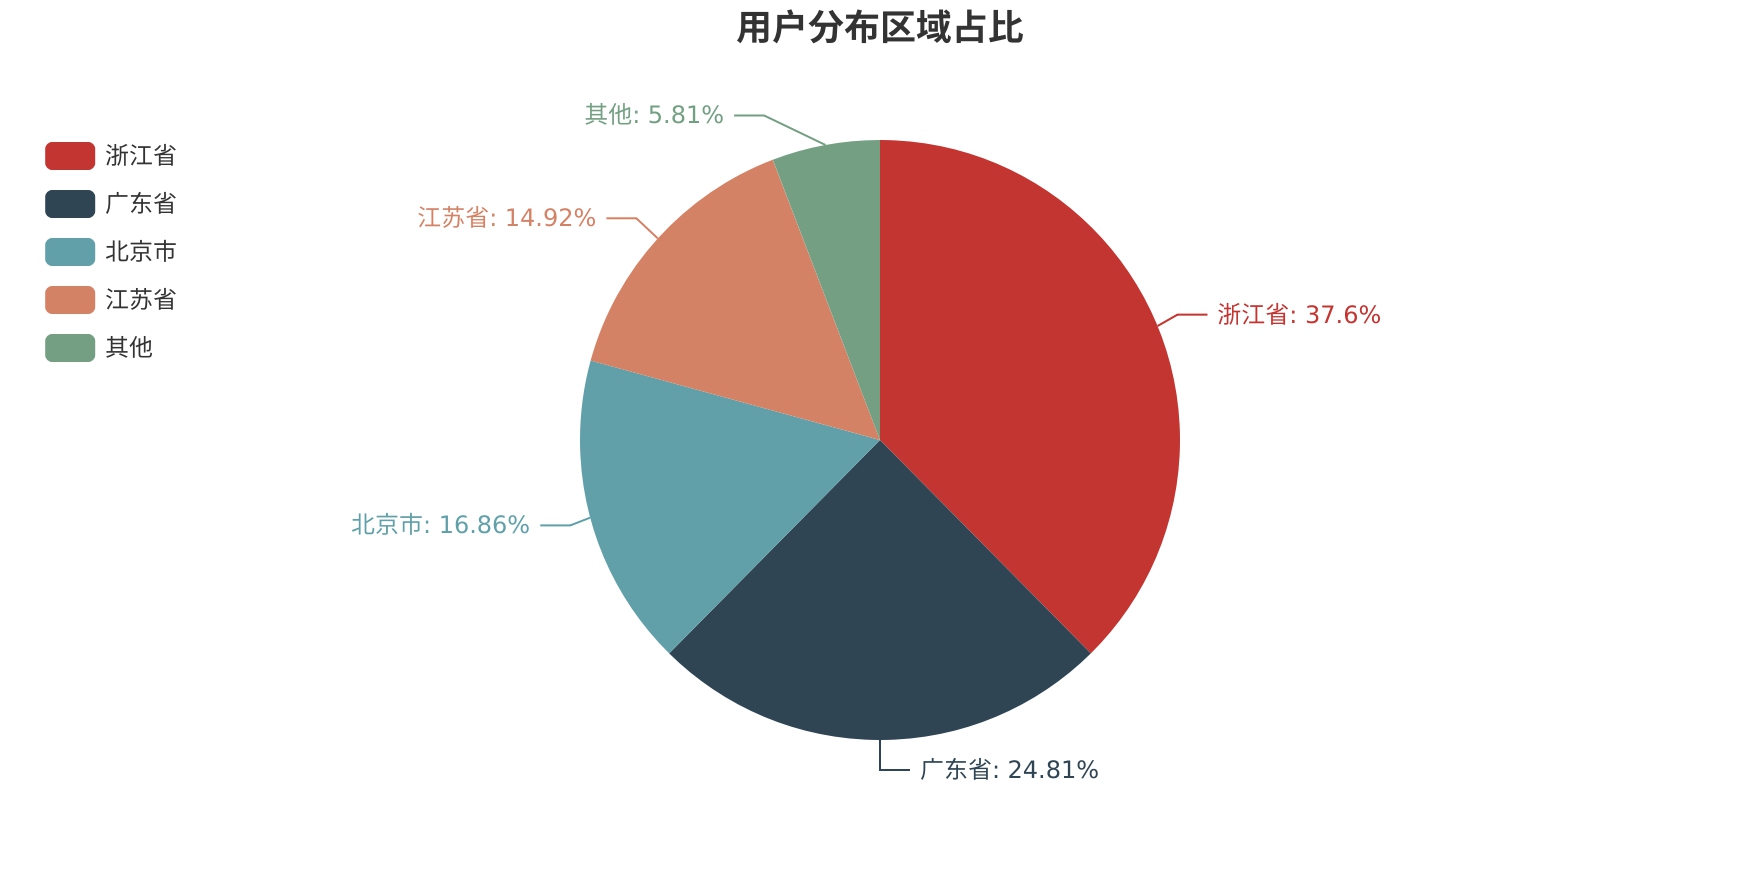 用户分布区域占比
浙江省
广东省
北京市
江苏省
其他
其他: 5.81%
江苏省: 14.92%
浙江省: 37.6%
北京市: 16.86%
广东省: 24.81%